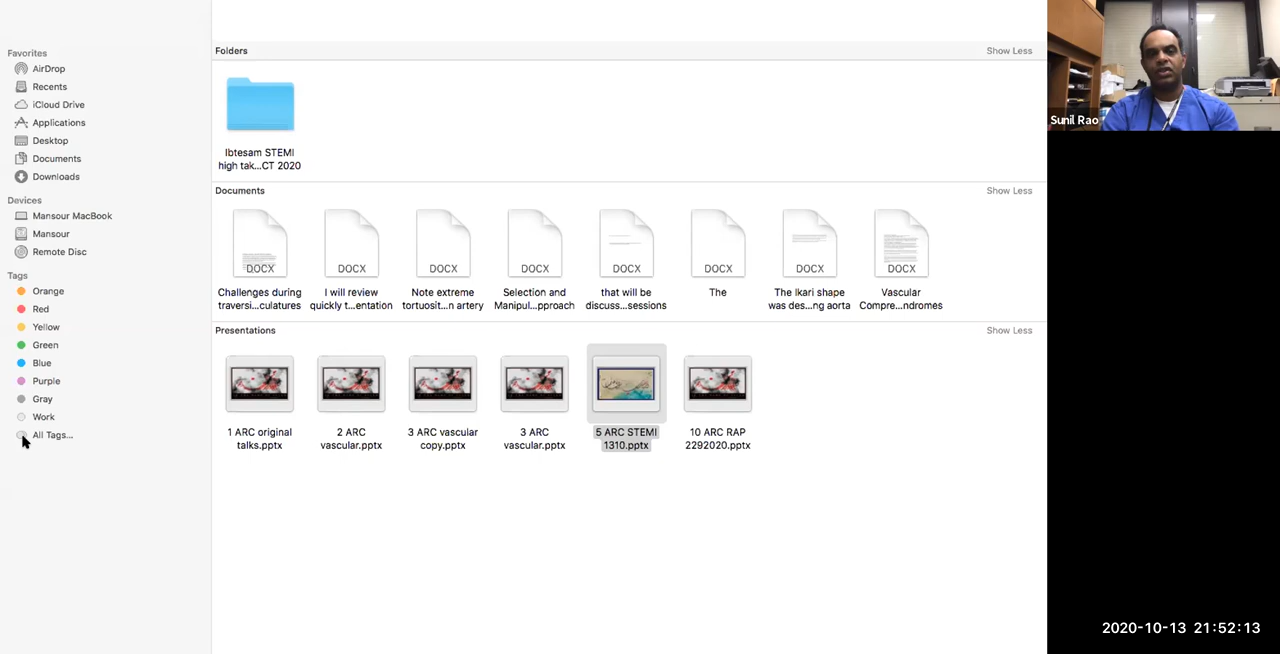 Favorites
AirDrop
Recents
iCloud Drive
Applications
Desktop
Documents
Downloads
Devices
Mansour MacBook
Mansour
Remote Disc
Tags
Orange
Red
Yellow
Green
Blue
Purple
Gray
Work
All Tags...
Folders
Show Less
Ibtesam STEMI
high tak...CT 2020
Documents
Show Less
DOCX
DOCX
DOCX
DOCX
DOCX
DOCX
DOCX
DOCX
Challenges during
traversi...culatures
I will review
quickly t...entation
Note extreme
tortuosit...n artery
Selection and
Manipul...pproach
that will be
discuss...sessions
The
The Ikari shape
was des...ng aorta
Vascular
Compre...ndromes
Presentations
Show Less
1 ARC original
talks.pptx
2 ARC
vascular.pptx
3 ARC vascular
copy.pptx
3 ARC
vascular.pptx
5 ARC STEMI
1310.pptx
10 ARC RAP
2292020.pptx
Sunil Rao
2020-10-13 21:52:13